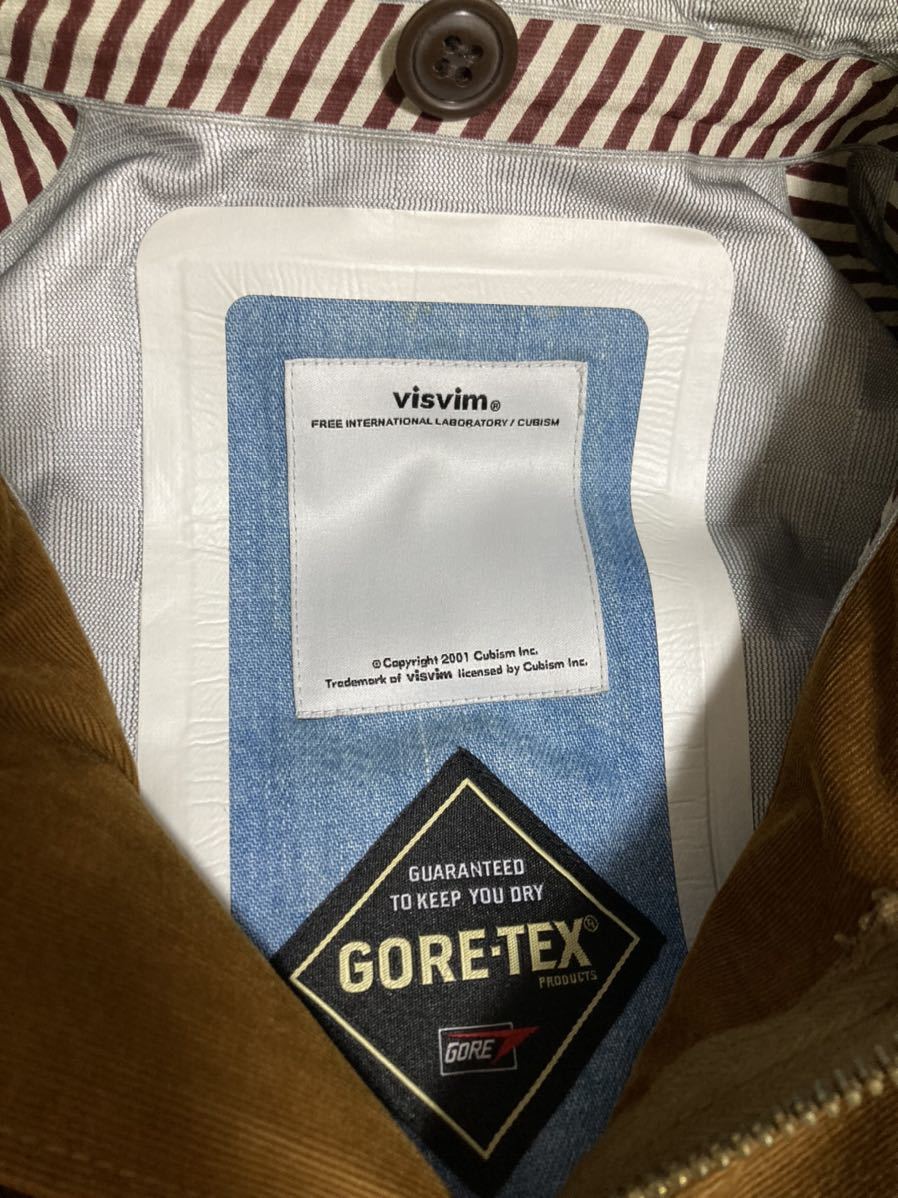 visvim®
FREE INTERNATIONAL LABORATORY / CUBISM
© Copyright 2001 Cubism Inc.
Trademark of visvim licensed by Cubism Inc.
GUARANTEED
TO KEEP YOU DRY
GORE-TEX®
PRODUCTS
GORE